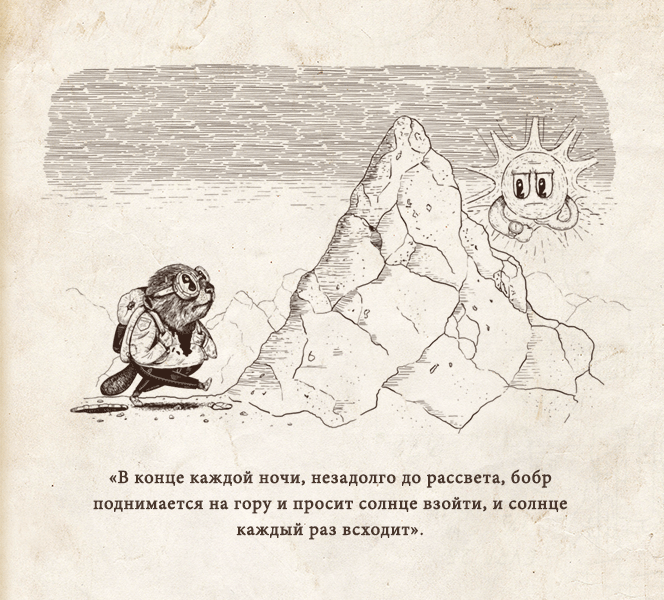 «В конце каждой ночи, незадолго до рассвета, бобр
поднимается на гору и просит солнце взойти, и солнце
каждый раз всходит».